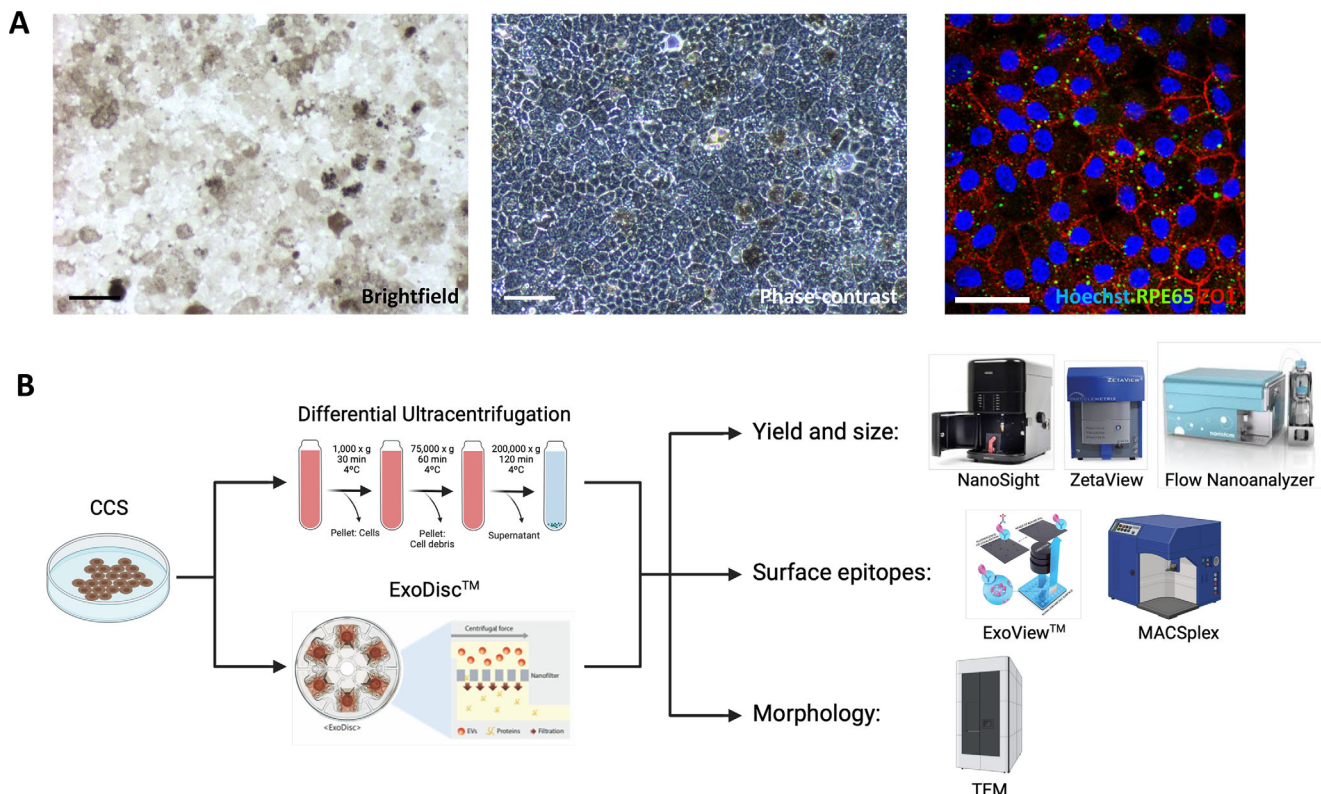 A
Brightfield
Phase-contrast
Hoechst RPE65 ZO1
B
CCS
Differential Ultracentrifugation
1,000 x g
30 min
4ºC
75,000 x g
60 min
4ºC
200,000 x g
120 min
4ºC
Pellet: Cells
Pellet:
Cell debris
Supernatant
ExoDisc™
Centrifugal force
Nanofilter
EVs
Proteins
Filtration
<ExoDisc>
Yield and size:
ZETAVIEW
NanoSight
ZetaView
Flow Nanoanalyzer
Surface epitopes:
ExoView™
MACSplex
Morphology:
TEM